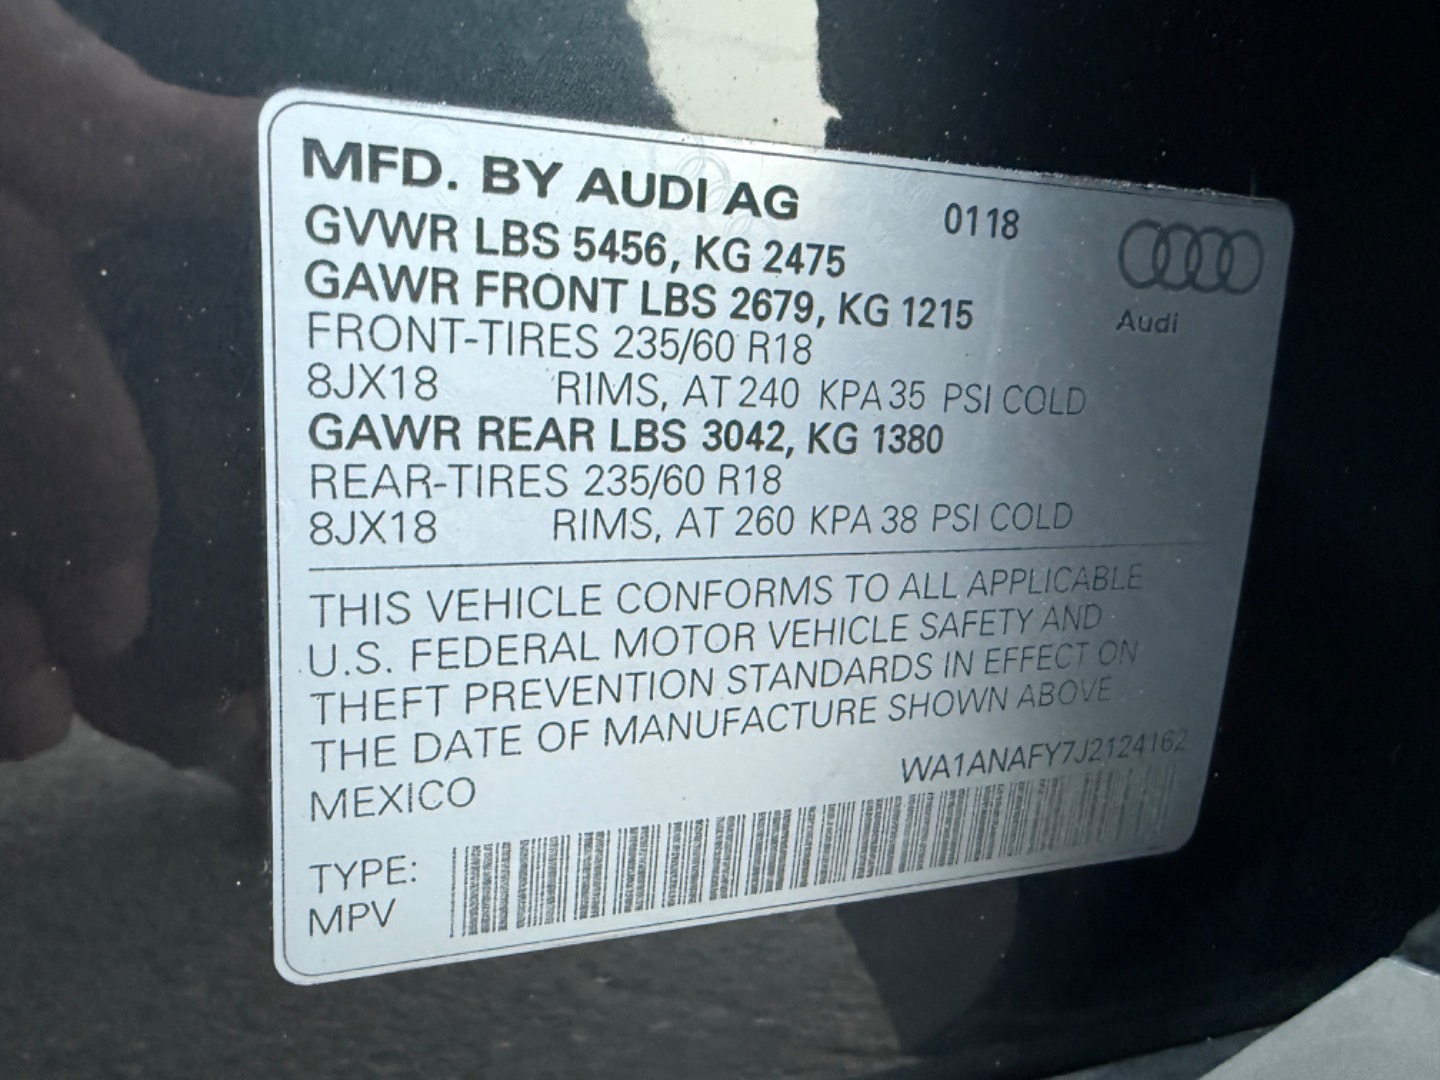 MFD. BY AUDI AG 0118
GVWR LBS 5456, KG 2475
GAWR FRONT LBS 2679, KG 1215
FRONT-TIRES 235/60 R18
8JX18 RIMS, AT 240 KPA 35 PSI COLD
GAWR REAR LBS 3042, KG 1380
REAR-TIRES 235/60 R18
8JX18 RIMS, AT 260 KPA 38 PSI COLD
Audi
THIS VEHICLE CONFORMS TO ALL APPLICABLE
U.S. FEDERAL MOTOR VEHICLE SAFETY AND
THEFT PREVENTION STANDARDS IN EFFECT ON
THE DATE OF MANUFACTURE SHOWN ABOVE
MEXICO WA1ANAFY7J2124162
TYPE:
MPV